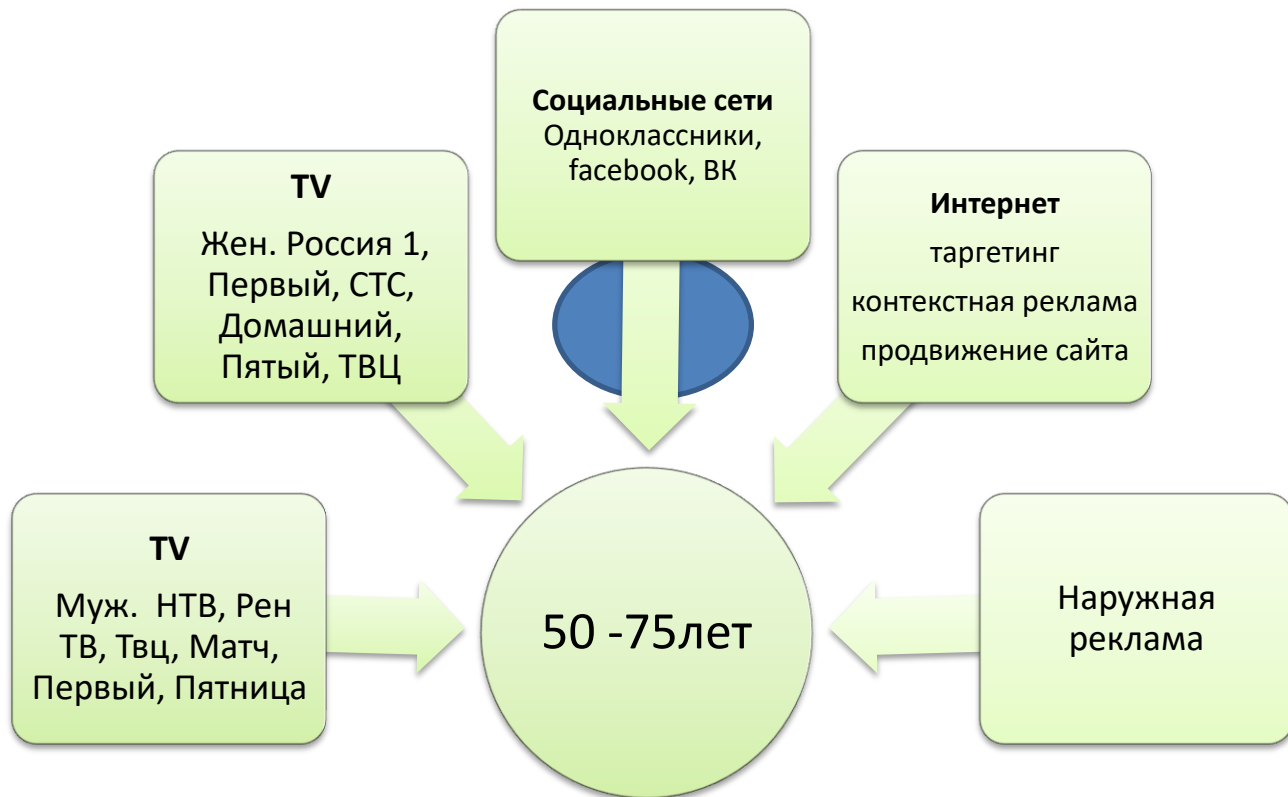 Социальные сети
Одноклассники,
facebook, ВК
TV
Жен. Россия 1,
Первый, СТС,
Домашний,
Пятый, ТВЦ
Интернет
таргетинг
контекстная реклама
продвижение сайта
TV
Муж. НТВ, Рен
ТВ, Твц, Матч,
Первый, Пятница
50 -75лет
Наружная
реклама